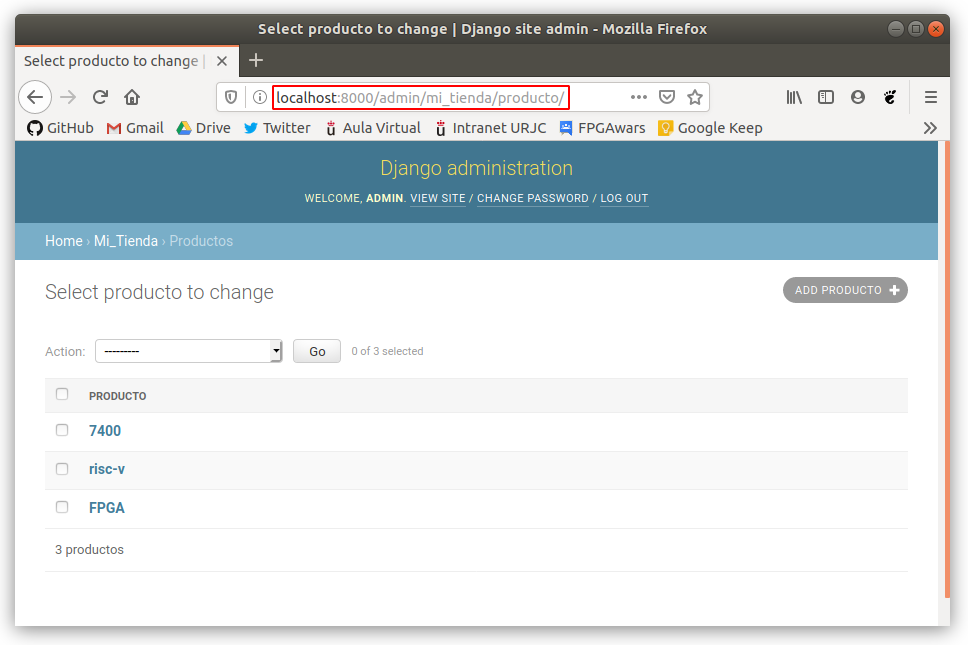 Select producto to change | Django site admin - Mozilla Firefox
Select producto to change |
localhost:8000/admin/mi_tienda/producto/
GitHub Gmail Drive Twitter Aula Virtual Intranet URJC FPGAwars Google Keep
Django administration
WELCOME, ADMIN. VIEW SITE / CHANGE PASSWORD / LOG OUT
Home › Mi_Tienda › Productos
Select producto to change
ADD PRODUCTO +
Action: --------- Go 0 of 3 selected
PRODUCTO
7400
risc-v
FPGA
3 productos